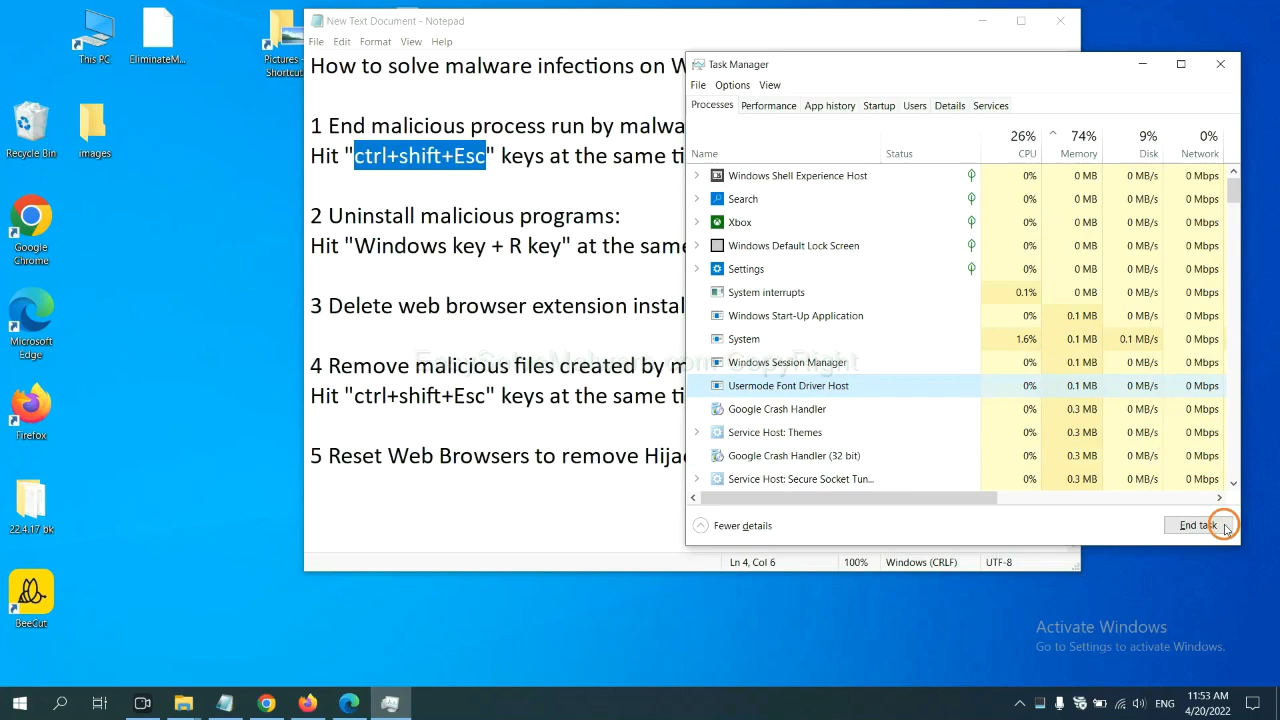 This PC
EliminateM...
Pictures - Shortcut
Recycle Bin
images
Google Chrome
Microsoft Edge
Firefox
22.4.17 bk
BeeCut
New Text Document - Notepad
File Edit Format View Help
How to solve malware infections on W
1 End malicious process run by malwa
Hit "ctrl+shift+Esc" keys at the same ti
2 Uninstall malicious programs:
Hit "Windows key + R key" at the same
3 Delete web browser extension instal
4 Remove malicious files created by m
Hit "ctrl+shift+Esc" keys at the same ti
5 Reset Web Browsers to remove Hijac
Ln 4, Col 6 100% Windows (CRLF) UTF-8
Task Manager
File Options View
Processes Performance App history Startup Users Details Services
26% 74% 9% 0%
Name Status CPU Memory Disk Network
Windows Shell Experience Host 0% 0 MB 0 MB/s 0 Mbps
Search 0% 0 MB 0 MB/s 0 Mbps
Xbox 0% 0 MB 0 MB/s 0 Mbps
Windows Default Lock Screen 0% 0 MB 0 MB/s 0 Mbps
Settings 0% 0 MB 0 MB/s 0 Mbps
System interrupts 0.1% 0 MB 0 MB/s 0 Mbps
Windows Start-Up Application 0% 0.1 MB 0 MB/s 0 Mbps
System 1.6% 0.1 MB 0.1 MB/s 0 Mbps
Windows Session Manager 0% 0.1 MB 0 MB/s 0 Mbps
Usermode Font Driver Host 0% 0.1 MB 0 MB/s 0 Mbps
Google Crash Handler 0% 0.3 MB 0 MB/s 0 Mbps
Service Host: Themes 0% 0.3 MB 0 MB/s 0 Mbps
Google Crash Handler (32 bit) 0% 0.3 MB 0 MB/s 0 Mbps
Service Host: Secure Socket Tun... 0% 0.3 MB 0 MB/s 0 Mbps
Fewer details
End task
CopyRight
Activate Windows
Go to Settings to activate Windows.
ENG
11:53 AM
4/20/2022